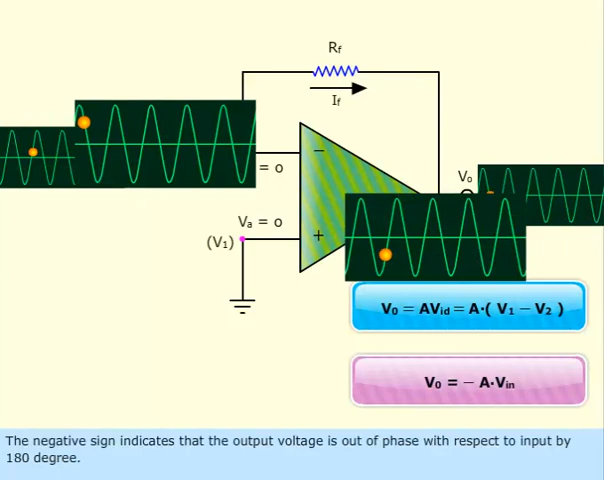 Rf
If
−
= o
Vₒ
Vₐ = o
(V₁)
+
V₀ = AVid = A·( V₁ − V₂ )
V₀ = − A·Vin
The negative sign indicates that the output voltage is out of phase with respect to input by
180 degree.